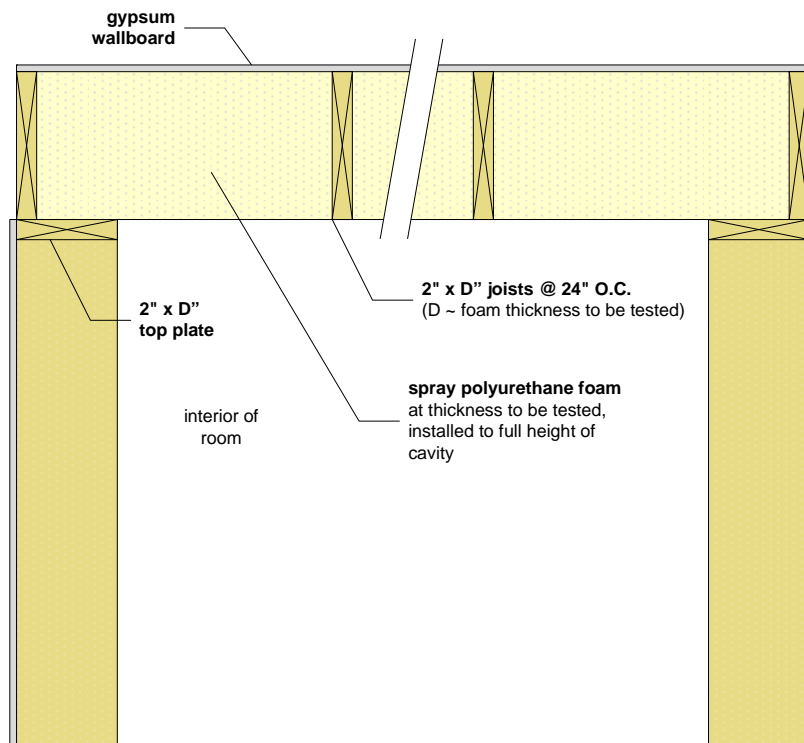 gypsum
wallboard
2" x D” joists @ 24" O.C.
(D ~ foam thickness to be tested)
2" x D”
top plate
spray polyurethane foam
at thickness to be tested,
installed to full height of
cavity
interior of
room